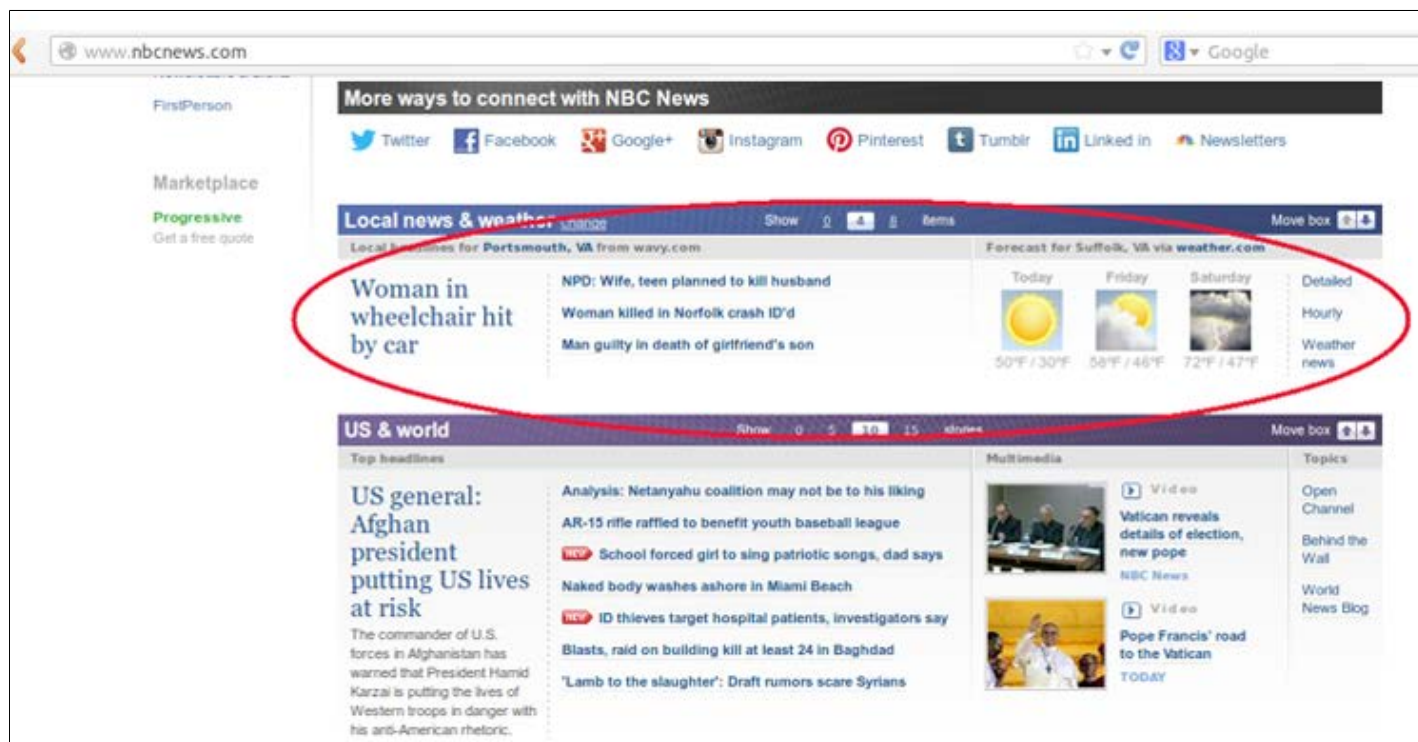 www.nbcnews.com
Google
FirstPerson
Marketplace
Progressive
Get a free quote
More ways to connect with NBC News
Twitter Facebook Google+ Instagram Pinterest Tumblr Linked in Newsletters
Local news & weather change Show 0 4 8 items Move box
Local headlines for Portsmouth, VA from wavy.com
Woman in
wheelchair hit
by car
NPD: Wife, teen planned to kill husband
Woman killed in Norfolk crash ID'd
Man guilty in death of girlfriend's son
Forecast for Suffolk, VA via weather.com
Today Friday Saturday
50°F / 30°F 58°F / 46°F 72°F / 47°F
Detailed
Hourly
Weather
news
US & world Show 0 5 10 15 stories Move box
Top headlines
US general:
Afghan
president
putting US lives
at risk
The commander of U.S.
forces in Afghanistan has
warned that President Hamid
Karzai is putting the lives of
Western troops in danger with
his anti-American rhetoric.
Analysis: Netanyahu coalition may not be to his liking
AR-15 rifle raffled to benefit youth baseball league
NEW School forced girl to sing patriotic songs, dad says
Naked body washes ashore in Miami Beach
NEW ID thieves target hospital patients, investigators say
Blasts, raid on building kill at least 24 in Baghdad
'Lamb to the slaughter': Draft rumors scare Syrians
Multimedia
Video
Vatican reveals
details of election,
new pope
NBC News
Video
Pope Francis' road
to the Vatican
TODAY
Topics
Open
Channel
Behind the
Wall
World
News Blog